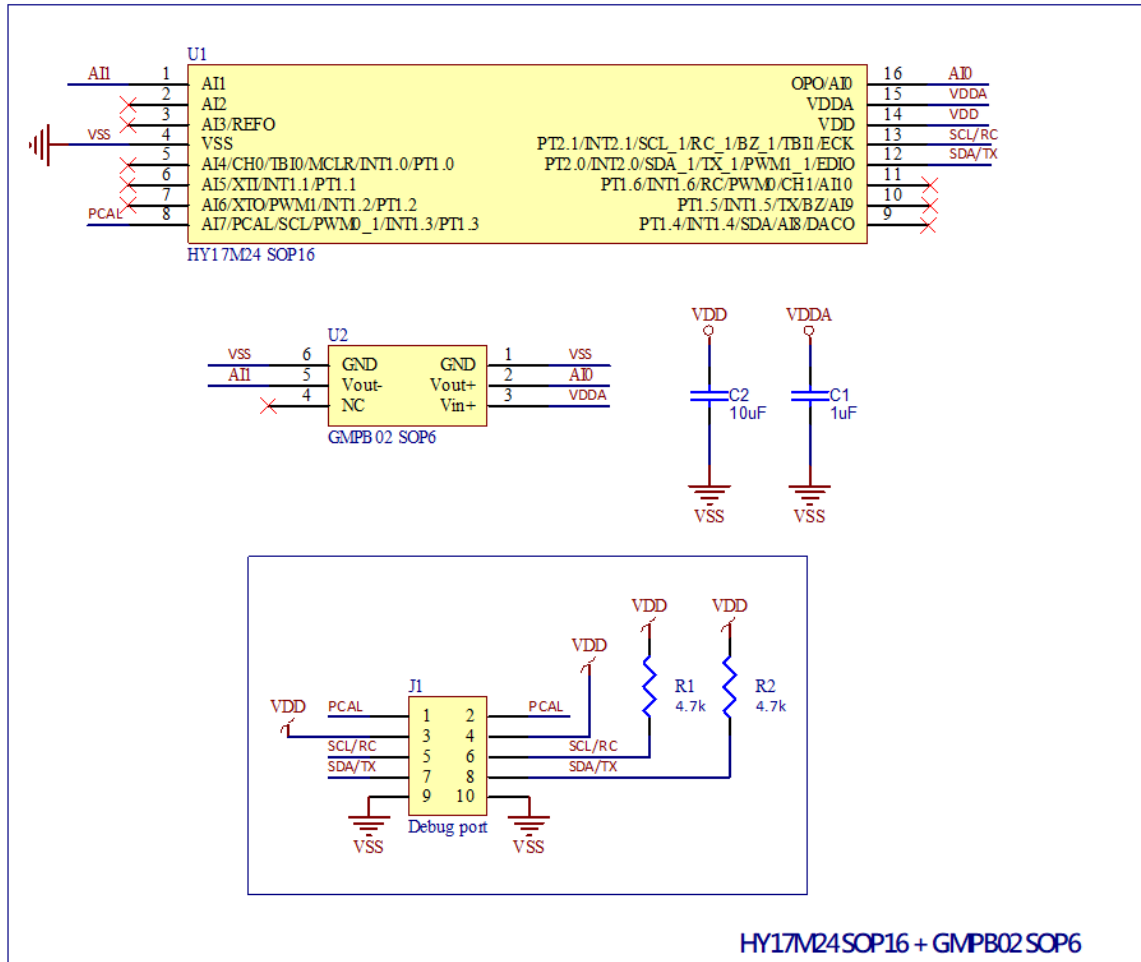 U1
AI1 1 AI1 OPO/AI0 16 AI0
2 AI2 VDDA 15 VDDA
3 AI3/REFO VDD 14 VDD
VSS 4 VSS PT2.1/INT2.1/SCL_1/RC_1/BZ_1/TBI1/ECK 13 SCL/RC
5 AI4/CH0/TBI0/MCLR/INT1.0/PT1.0 PT2.0/INT2.0/SDA_1/TX_1/PWM1_1/EDIO 12 SDA/TX
6 AI5/XTI/INT1.1/PT1.1 PT1.6/INT1.6/RC/PWM0/CH1/AI10 11
7 AI6/XTO/PWM1/INT1.2/PT1.2 PT1.5/INT1.5/TX/BZ/AI9 10
PCAL 8 AI7/PCAL/SCL/PWM0_1/INT1.3/PT1.3 PT1.4/INT1.4/SDA/AI8/DACO 9
HY17M24 SOP16
U2
VSS 6 GND GND 1 VSS
AI1 5 Vout- Vout+ 2 AI0
4 NC Vin+ 3 VDDA
GMPB02 SOP6
VDD VDDA
C2 C1
10uF 1uF
VSS VSS
VDD VDD
VDD
R1 R2
4.7k 4.7k
J1
VDD
PCAL 1 2 PCAL
3 4
SCL/RC 5 6 SCL/RC
SDA/TX 7 8 SDA/TX
9 10
Debug port
VSS VSS
HY17M24 SOP16 + GMPB02 SOP6